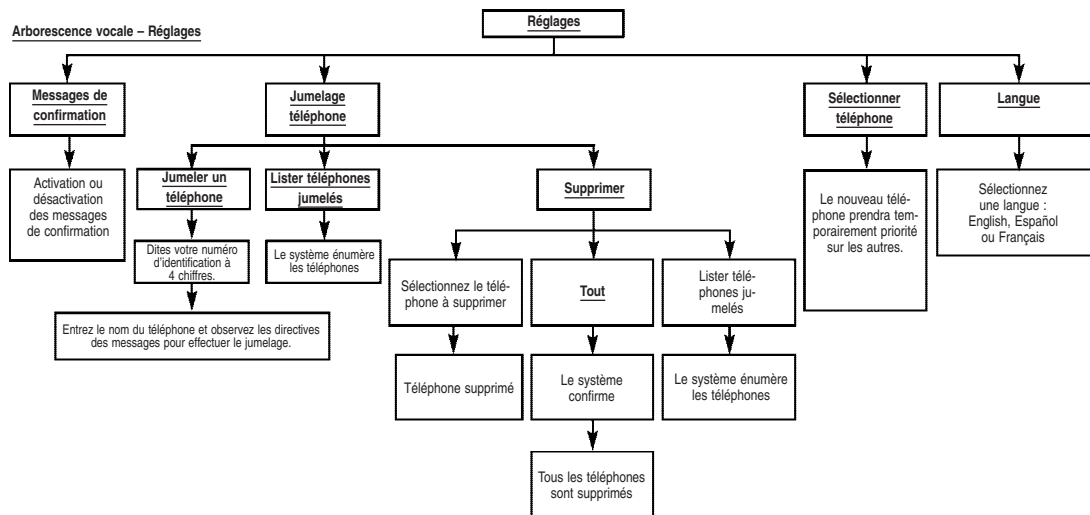 Réglages
Arborescence vocale – Réglages
Messages de
confirmation
Jumelage
téléphone
Sélectionner
téléphone
Langue
Activation ou
désactivation
des messages
de confirmation
Jumeler un
téléphone
Lister téléphones
jumelés
Supprimer
Le nouveau télé-
phone prendra tem-
porairement priorité
sur les autres.
Sélectionnez
une langue :
English, Español
ou Français
Dites votre numéro
d'identification à
4 chiffres.
Le système énumère
les téléphones
Sélectionnez le télé-
phone à supprimer
Tout
Lister télé-
phones ju-
melés
Entrez le nom du téléphone et observez les directives
des messages pour effectuer le jumelage.
Téléphone supprimé
Le système
confirme
Le système énumère
les téléphones
Tous les téléphones
sont supprimés